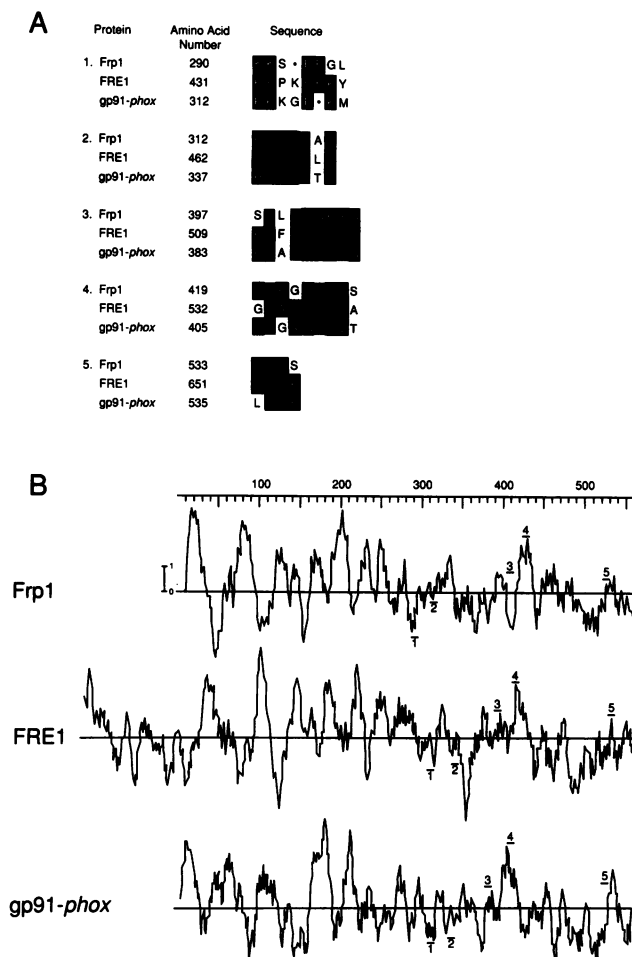 A
Protein Amino Acid Number Sequence
1. Frp1 290 S • G L
FRE1 431 P K Y
gp91-phox 312 K G • M
2. Frp1 312 A
FRE1 462 L
gp91-phox 337 T
3. Frp1 397 S L
FRE1 509 F
gp91-phox 383 A
4. Frp1 419 G S
FRE1 532 G A
gp91-phox 405 G T
5. Frp1 533 S
FRE1 651
gp91-phox 535 L
B
100 200 300 400 500
Frp1 1 0 1 2 3 4 5
FRE1 1 2 3 4 5
gp91-phox 1 2 3 4 5